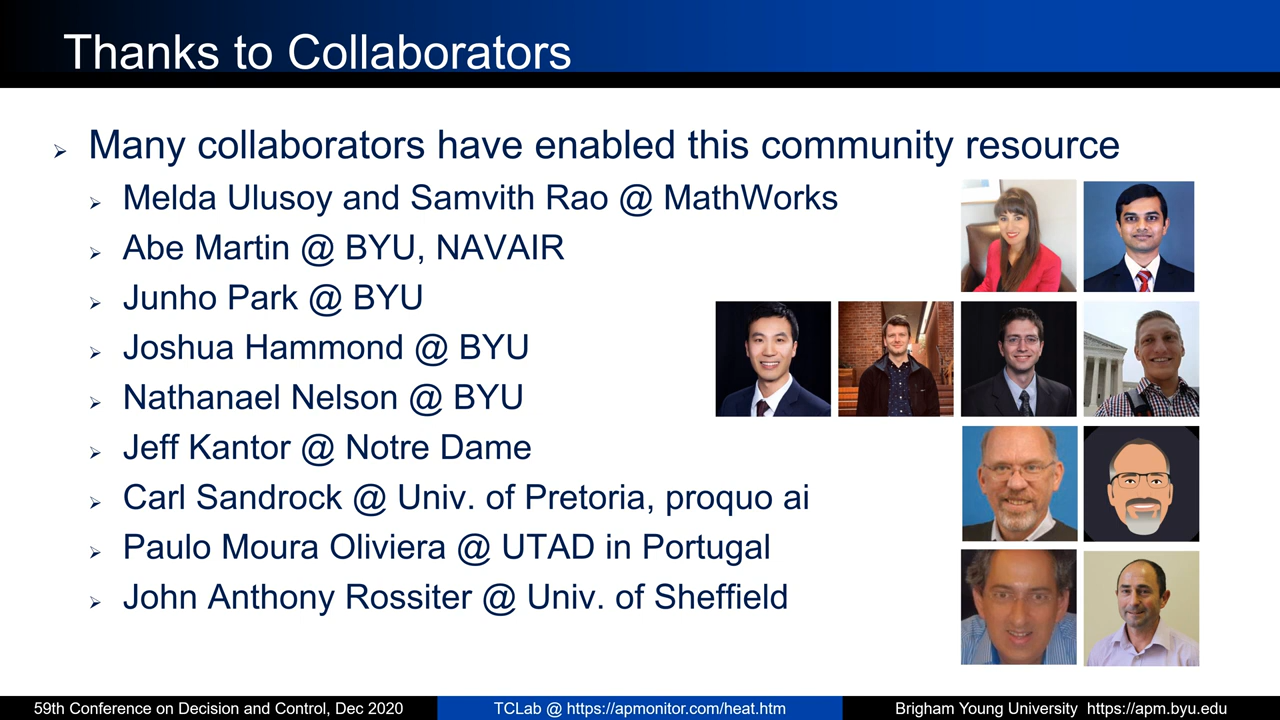 Thanks to Collaborators
Many collaborators have enabled this community resource
Melda Ulusoy and Samvith Rao @ MathWorks
Abe Martin @ BYU, NAVAIR
Junho Park @ BYU
Joshua Hammond @ BYU
Nathanael Nelson @ BYU
Jeff Kantor @ Notre Dame
Carl Sandrock @ Univ. of Pretoria, proquo ai
Paulo Moura Oliviera @ UTAD in Portugal
John Anthony Rossiter @ Univ. of Sheffield
59th Conference on Decision and Control, Dec 2020
TCLab @ https://apmonitor.com/heat.htm
Brigham Young University https://apm.byu.edu